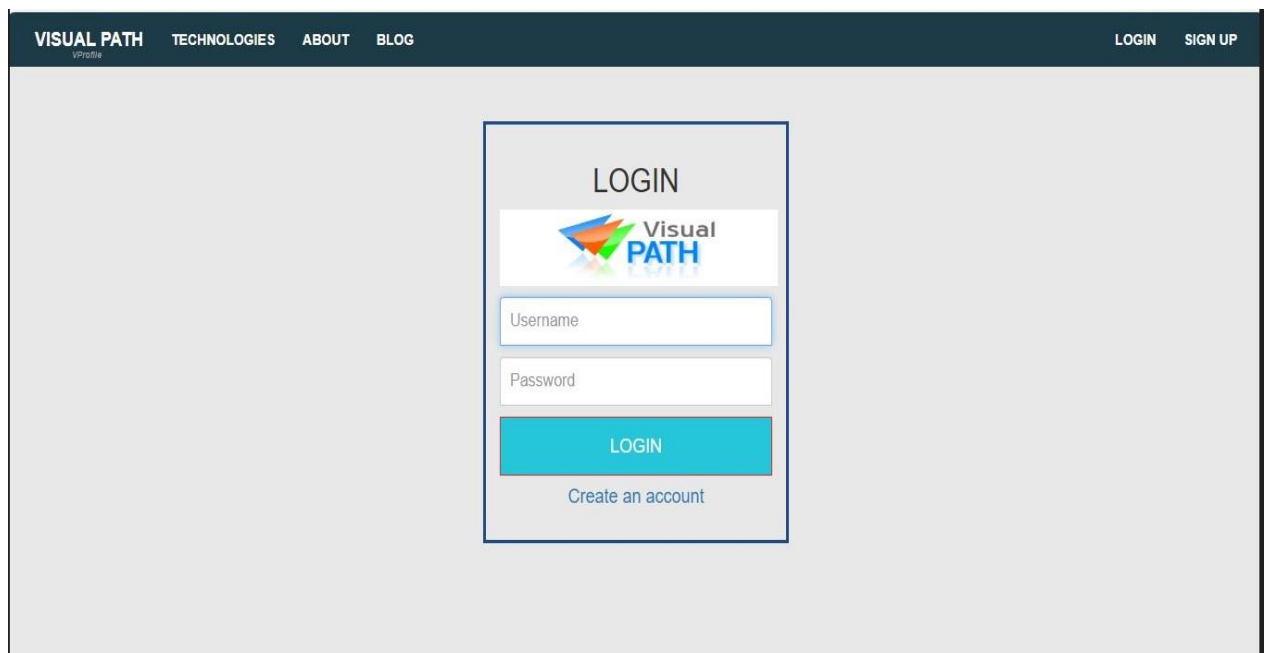 VISUAL PATH TECHNOLOGIES ABOUT BLOG LOGIN SIGN UP
VProfile
LOGIN
Visual
PATH
Username
Password
LOGIN
Create an account